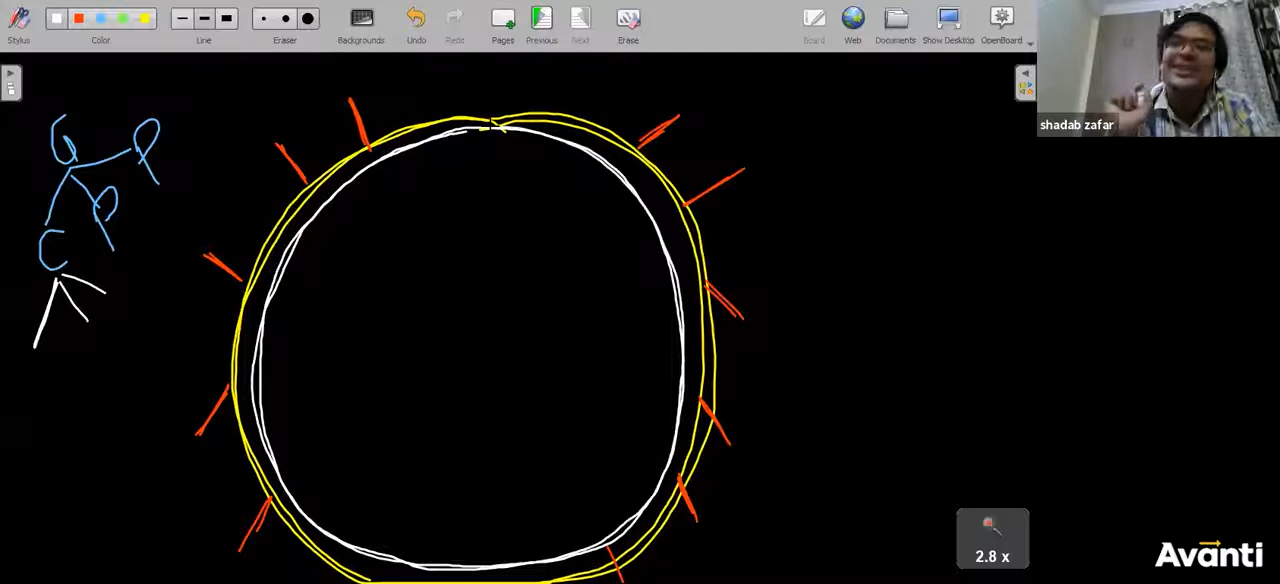 Stylus Color Line Eraser Backgrounds Undo Redo Pages Previous Next Erase Board Web Documents Show Desktop OpenBoard
shadab zafar
G P
P
C
2.8 x
Avanti